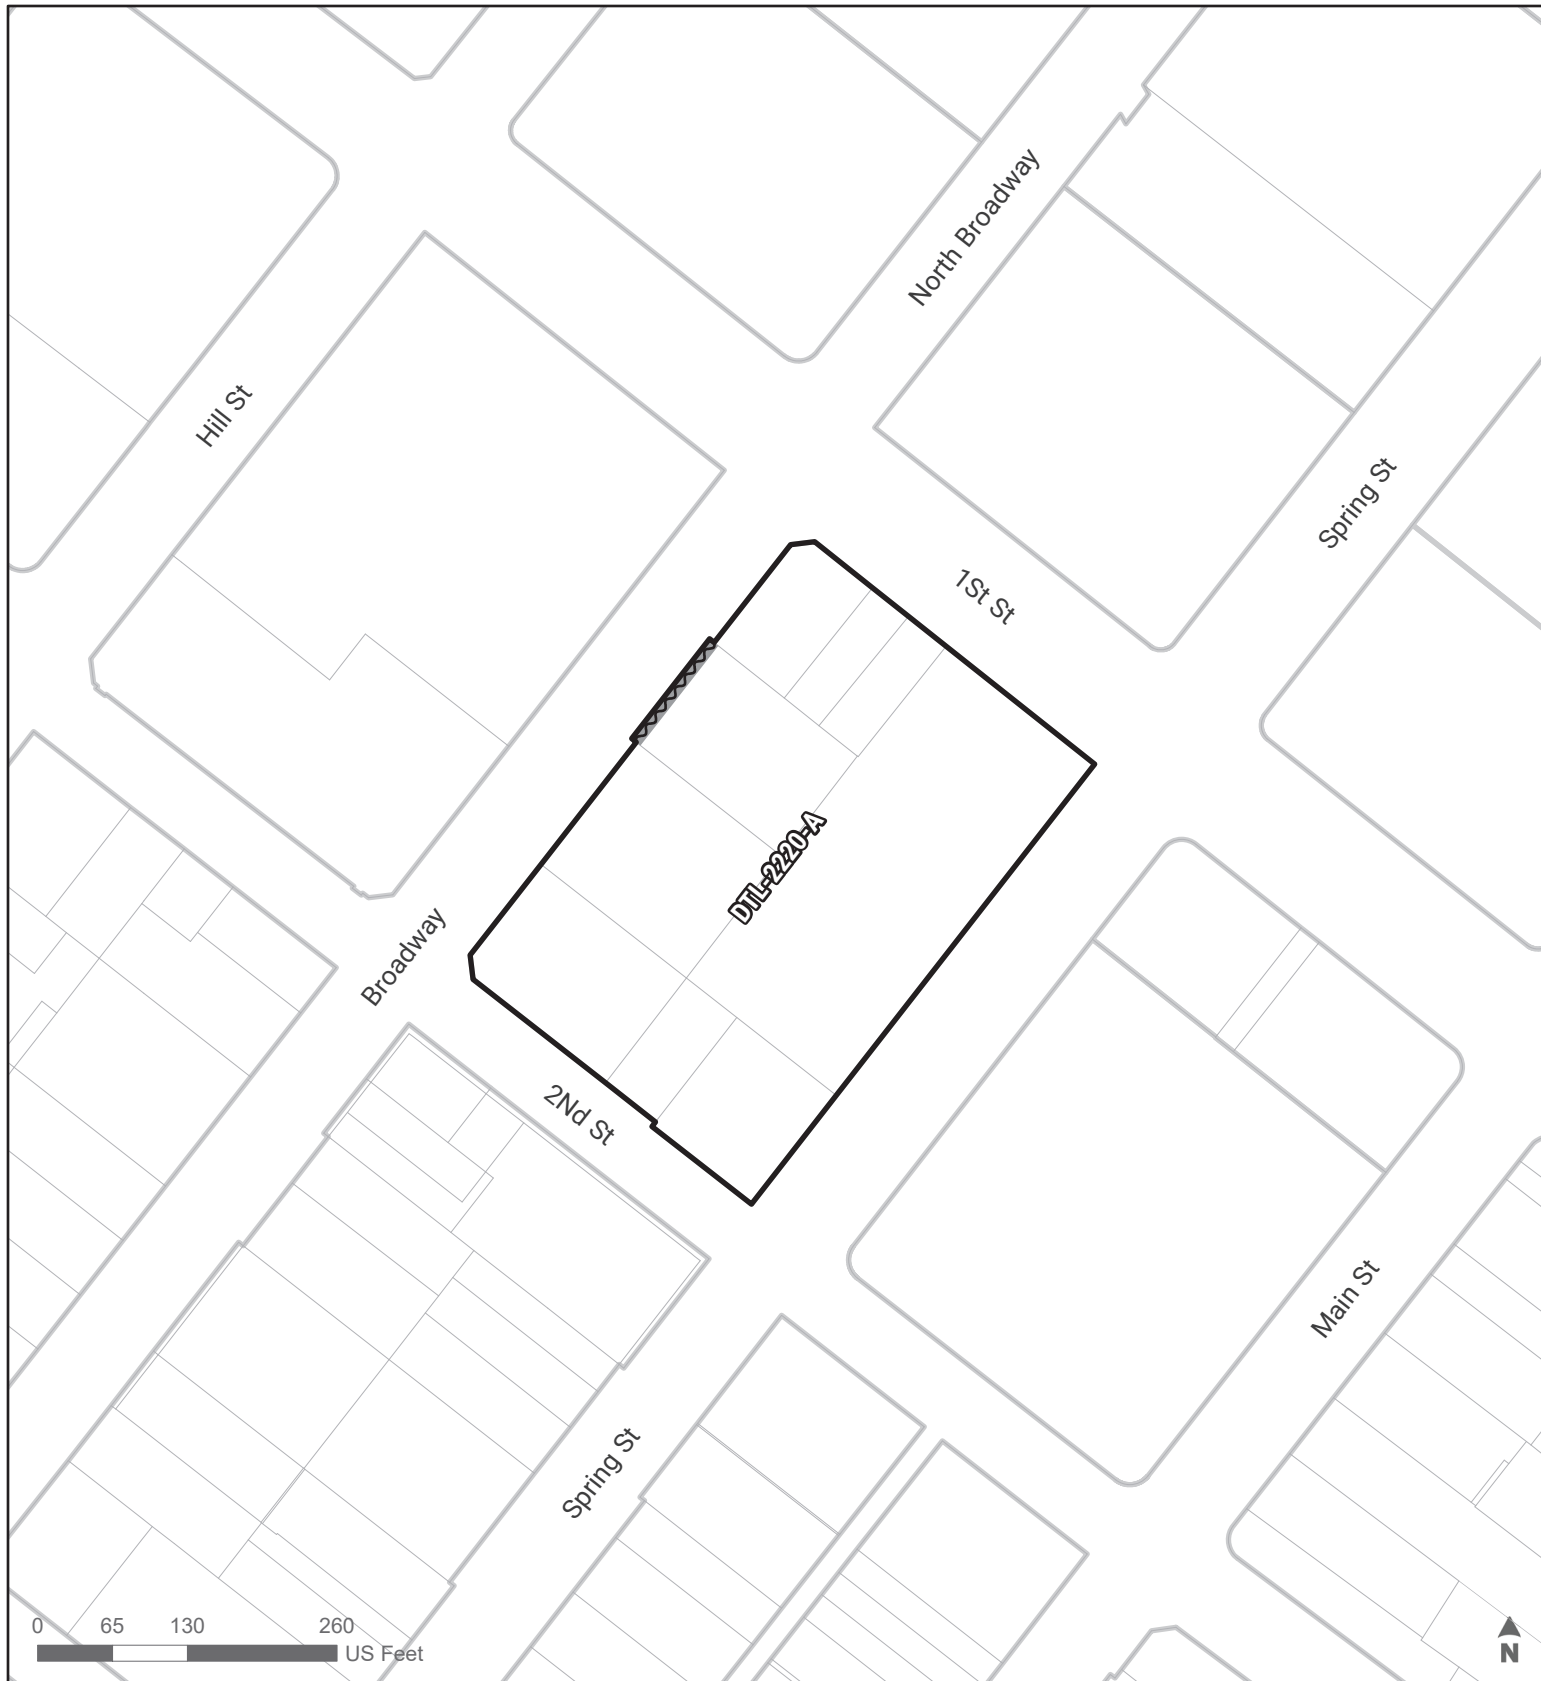 North Broadway
Hill St
Spring St
1St St
DTL-2220-A
Broadway
2Nd St
Main St
Spring St
0 65 130 260
US Feet
N